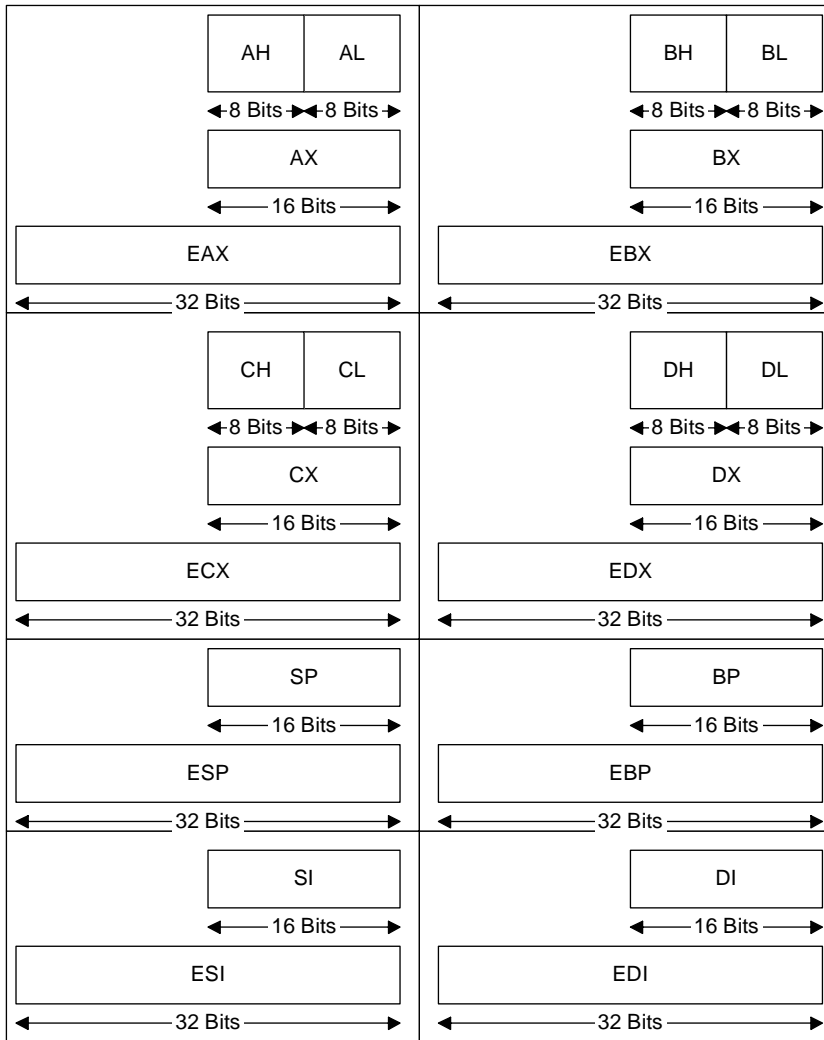 AH AL BH BL
8 Bits 8 Bits 8 Bits 8 Bits
AX BX
16 Bits 16 Bits
EAX EBX
32 Bits 32 Bits
CH CL DH DL
8 Bits 8 Bits 8 Bits 8 Bits
CX DX
16 Bits 16 Bits
ECX EDX
32 Bits 32 Bits
SP BP
16 Bits 16 Bits
ESP EBP
32 Bits 32 Bits
SI DI
16 Bits 16 Bits
ESI EDI
32 Bits 32 Bits